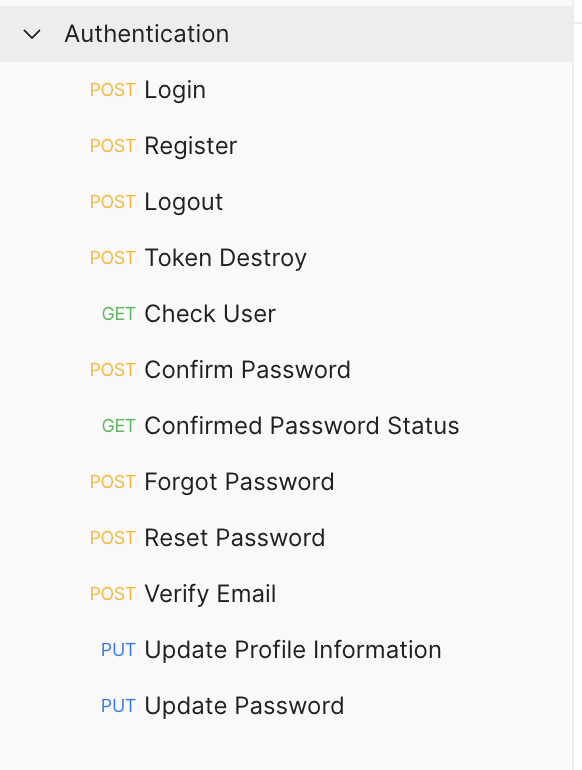 Authentication
POST Login
POST Register
POST Logout
POST Token Destroy
GET Check User
POST Confirm Password
GET Confirmed Password Status
POST Forgot Password
POST Reset Password
POST Verify Email
PUT Update Profile Information
PUT Update Password